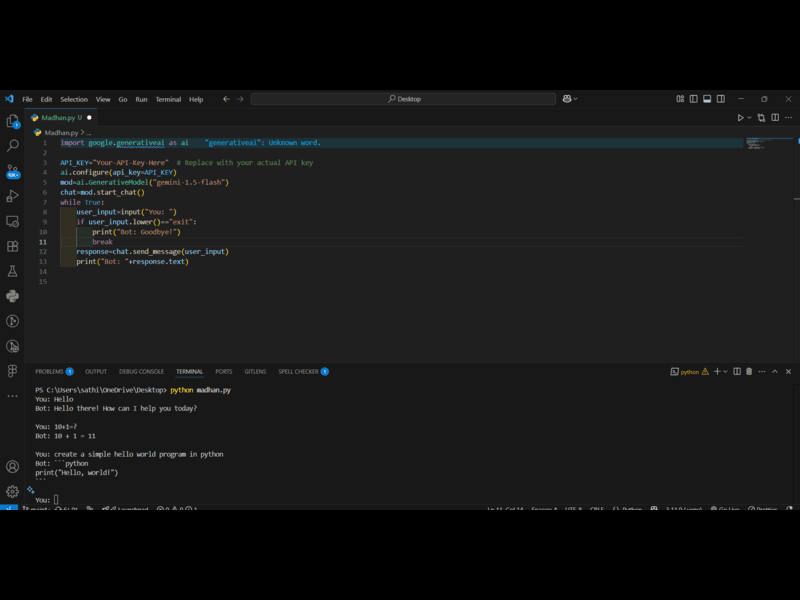 File Edit Selection View Go Run Terminal Help
Desktop
Madhan.py U
Madhan.py > ...
1 import google.generativeai as ai "generativeai": Unknown word.
2
3 API_KEY="Your-API-Key-Here" # Replace with your actual API key
4 ai.configure(api_key=API_KEY)
5 mod=ai.GenerativeModel("gemini-1.5-flash")
6 chat=mod.start_chat()
7 while True:
8 user_input=input("You: ")
9 if user_input.lower()=="exit":
10 print("Bot: Goodbye!")
11 break
12 response=chat.send_message(user_input)
13 print("Bot: "+response.text)
14
15
PROBLEMS 1 OUTPUT DEBUG CONSOLE TERMINAL PORTS GITLENS SPELL CHECKER 1
python
PS C:\Users\sathi\OneDrive\Desktop> python madhan.py
You: Hello
Bot: Hello there! How can I help you today?
You: 10+1=?
Bot: 10 + 1 = 11
You: create a simple hello world program in python
Bot: ```python
print("Hello, world!")
```
You: